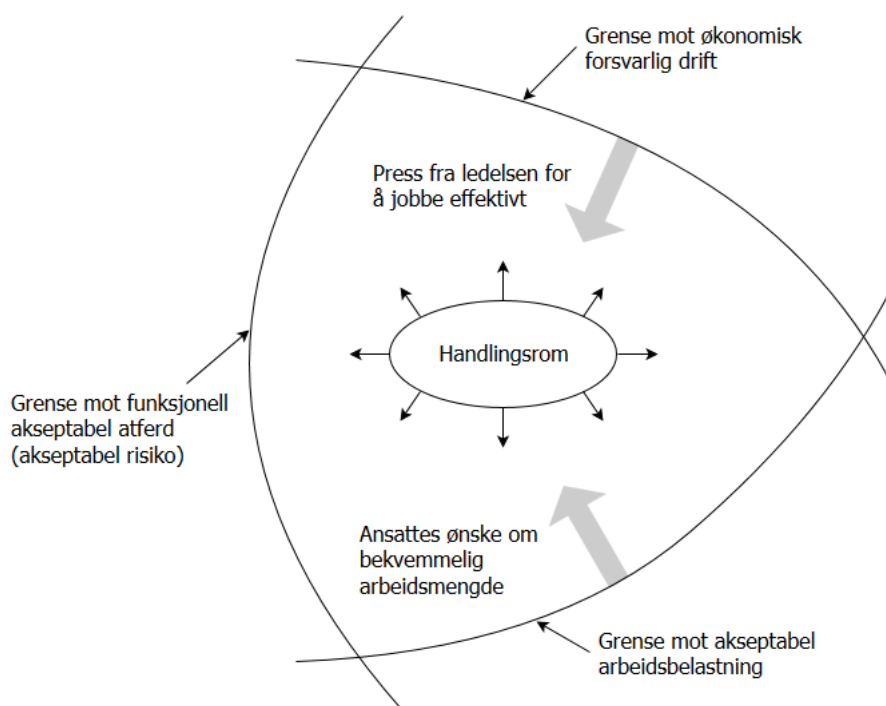 Grense mot økonomisk
forsvarlig drift
Press fra ledelsen for
å jobbe effektivt
Handlingsrom
Grense mot funksjonell
akseptabel atferd
(akseptabel risiko)
Ansattes ønske om
bekvemmelig
arbeidsmengde
Grense mot akseptabel
arbeidsbelastning